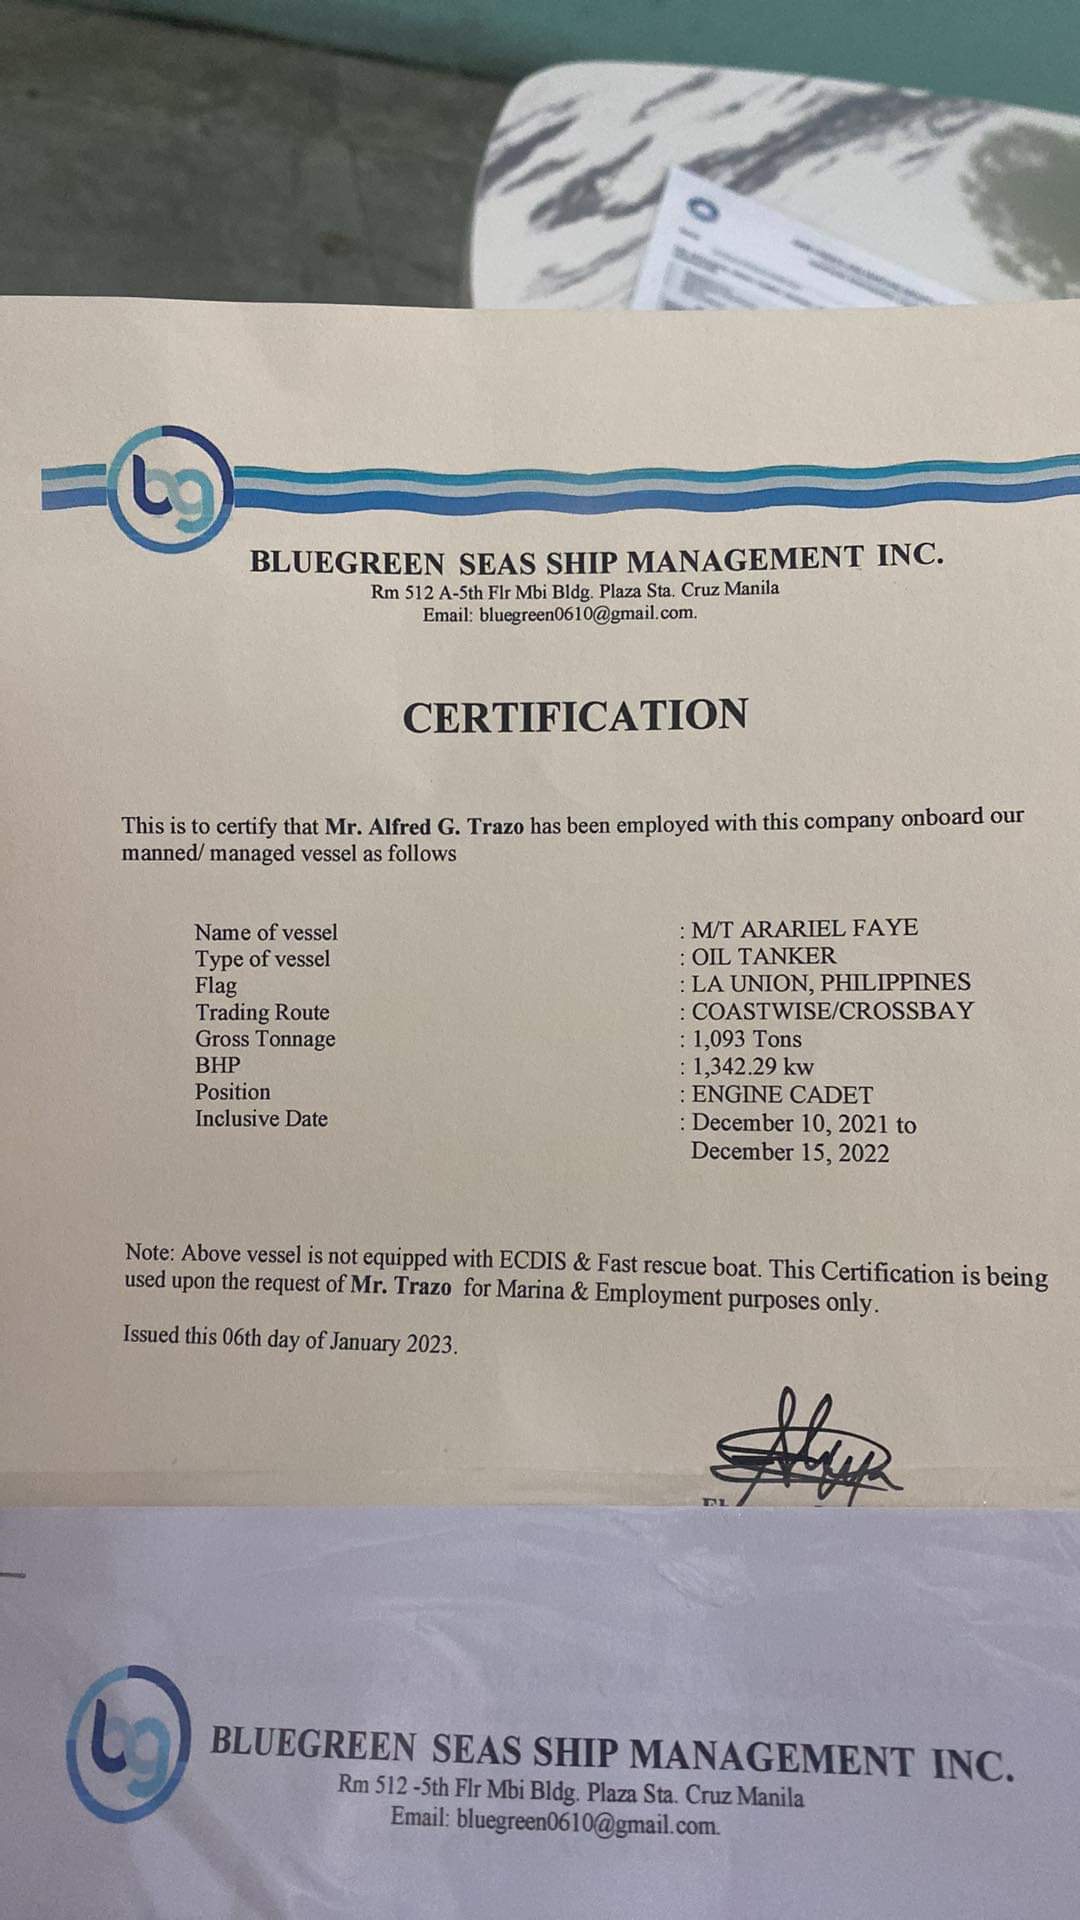 bg
BLUEGREEN SEAS SHIP MANAGEMENT INC.
Rm 512 A-5th Flr Mbi Bldg. Plaza Sta. Cruz Manila
Email: bluegreen0610@gmail.com.
CERTIFICATION
This is to certify that Mr. Alfred G. Trazo has been employed with this company onboard our
manned/ managed vessel as follows
Name of vessel : M/T ARARIEL FAYE
Type of vessel : OIL TANKER
Flag : LA UNION, PHILIPPINES
Trading Route : COASTWISE/CROSSBAY
Gross Tonnage : 1,093 Tons
BHP : 1,342.29 kw
Position : ENGINE CADET
Inclusive Date : December 10, 2021 to
December 15, 2022
Note: Above vessel is not equipped with ECDIS & Fast rescue boat. This Certification is being
used upon the request of Mr. Trazo for Marina & Employment purposes only.
Issued this 06th day of January 2023.
bg
BLUEGREEN SEAS SHIP MANAGEMENT INC.
Rm 512 -5th Flr Mbi Bldg. Plaza Sta. Cruz Manila
Email: bluegreen0610@gmail.com.